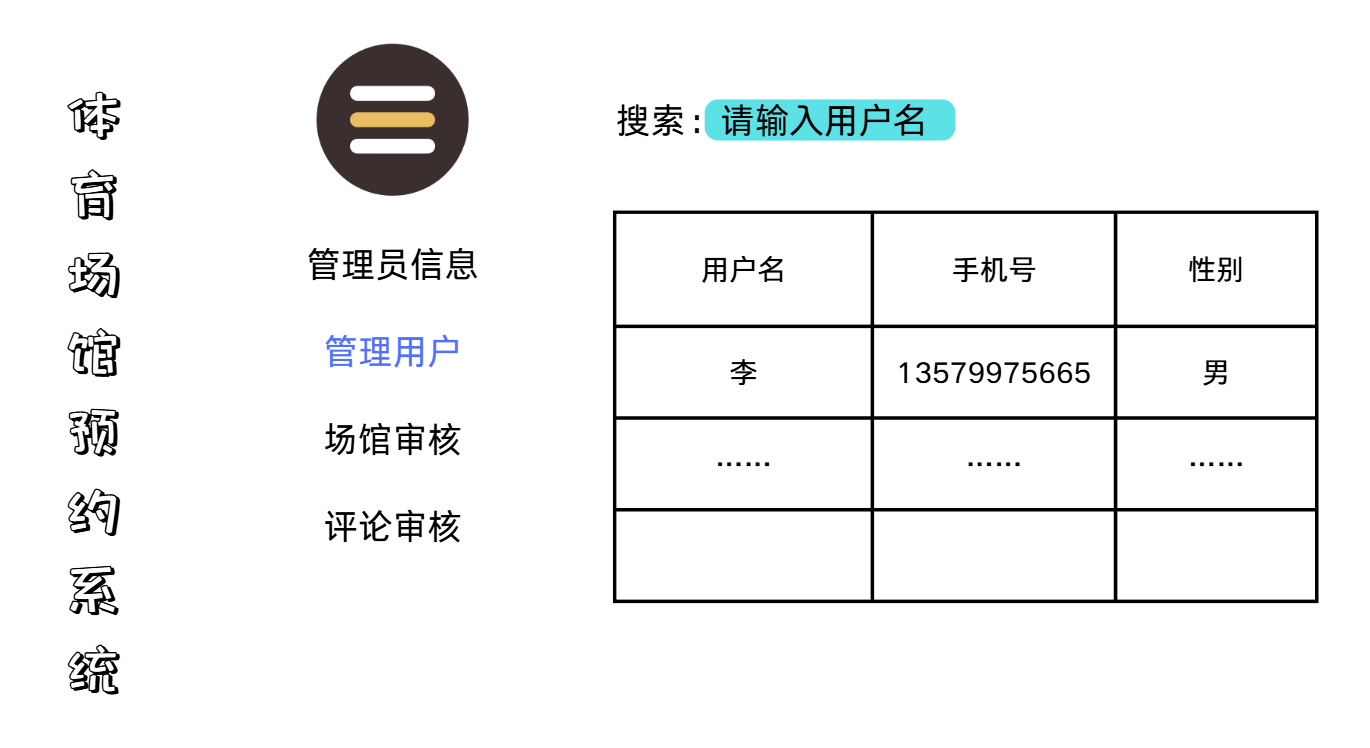 体育场馆预约系统
管理员信息
管理用户
场馆审核
评论审核
搜索:请输入用户名
用户名 手机号 性别
李 13579975665 男
…… …… ……